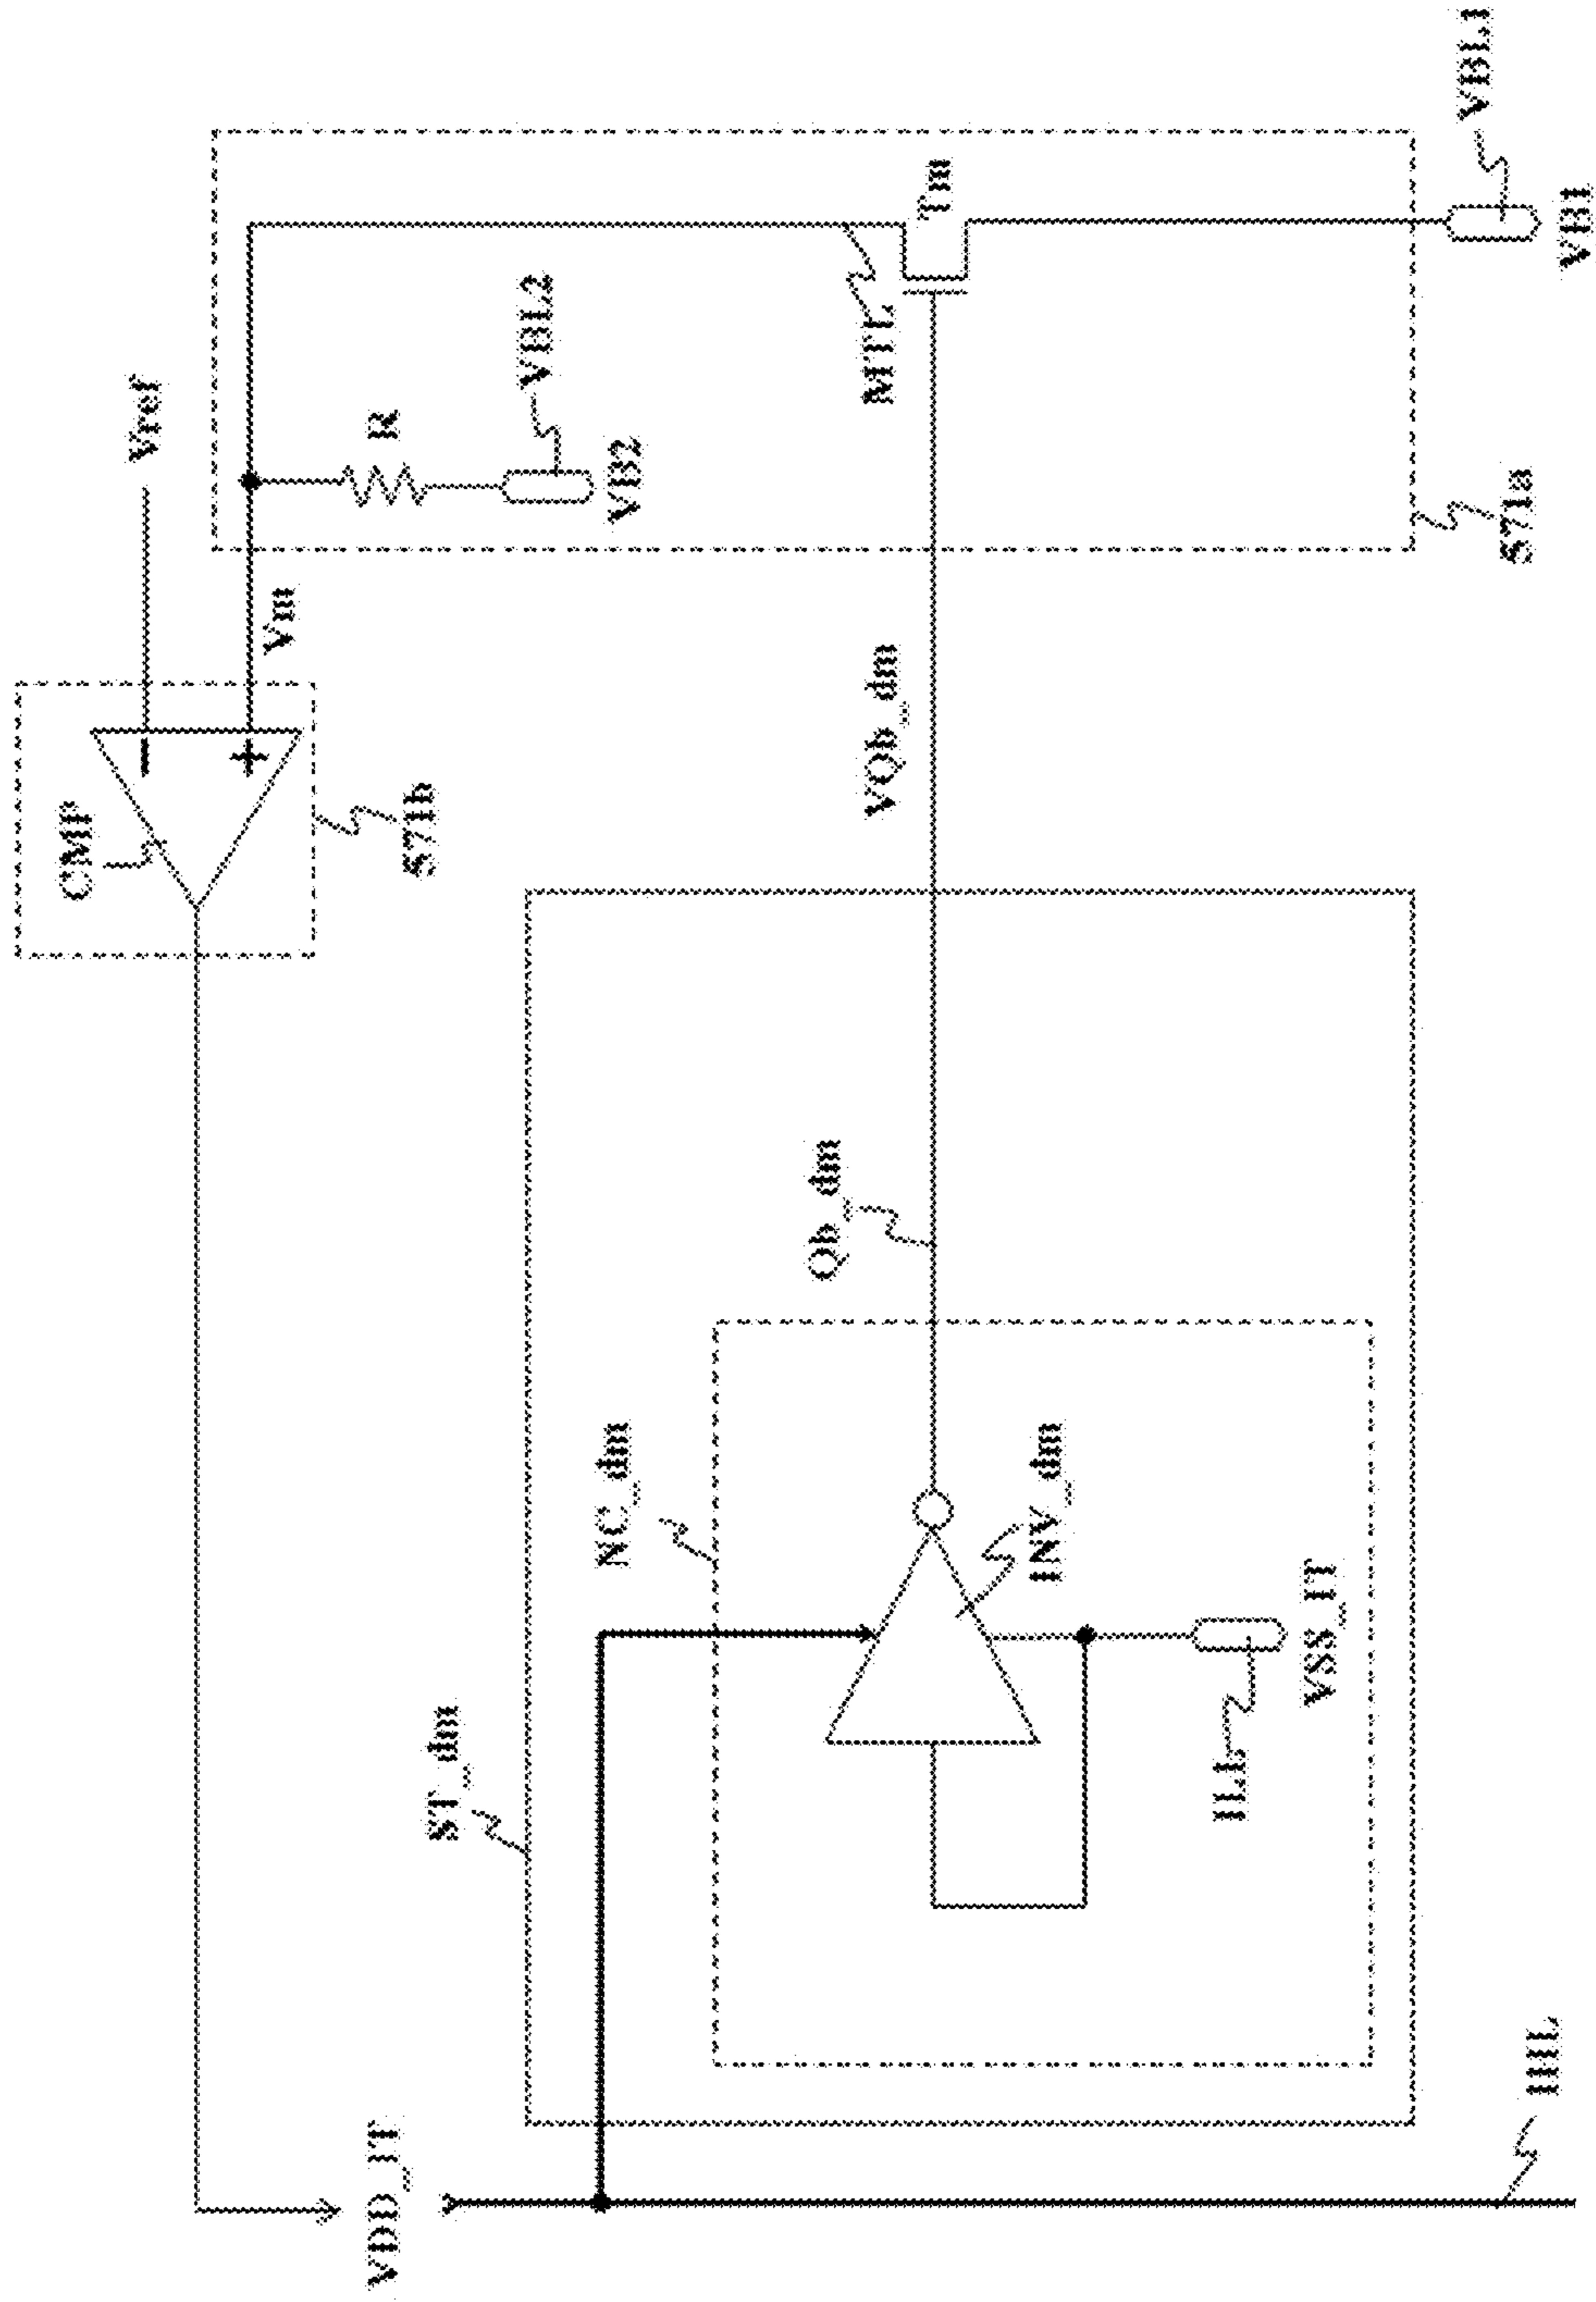 VDD_IT
CMP
Vref
571b
Vm
R
VBL2
VB2
ST_dm
NC_dm
Qb_dm
VQb_dm
MTL
Tm
INV_dm
ILL
VSS_IT
IHL
571a
VBL1
VB1